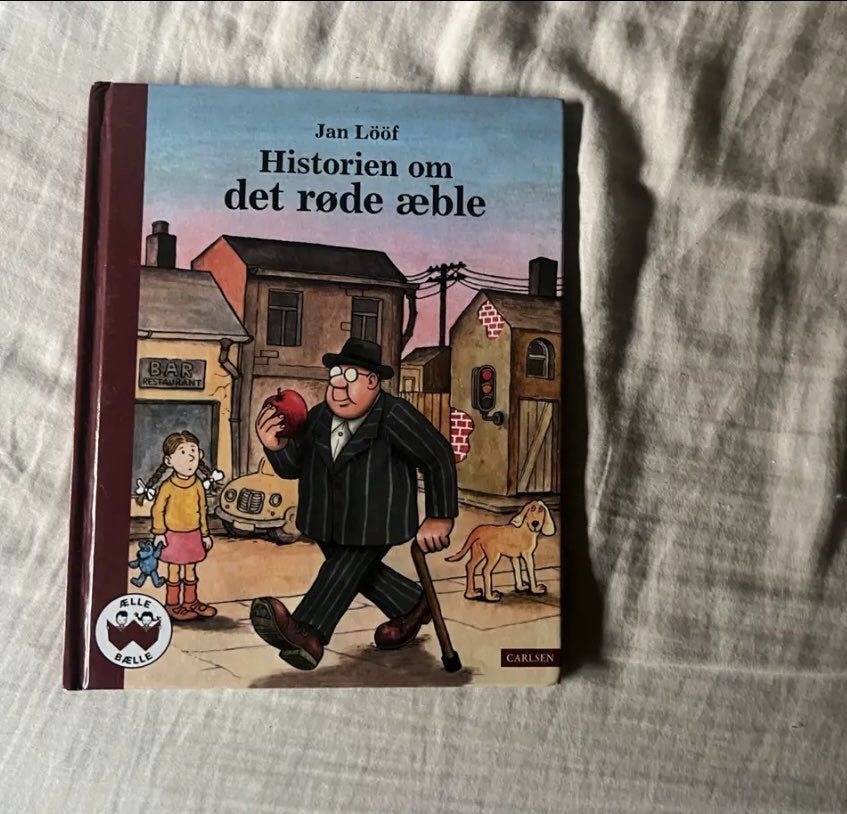 Jan Lööf
Historien om
det røde æble
BAR
RESTAURANT
ÆLLE
BÆLLE
CARLSEN